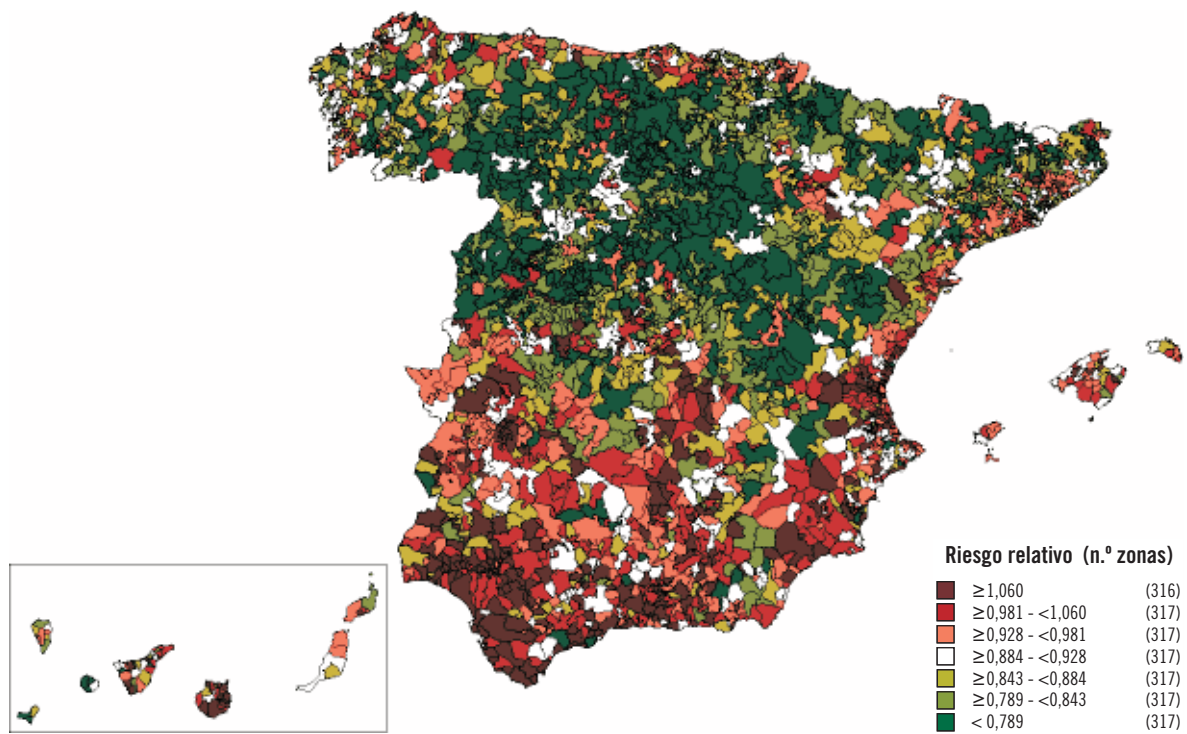 Riesgo relativo (n.º zonas)
≥1,060 (316)
≥0,981 - <1,060 (317)
≥0,928 - <0,981 (317)
≥0,884 - <0,928 (317)
≥0,843 - <0,884 (317)
≥0,789 - <0,843 (317)
< 0,789 (317)